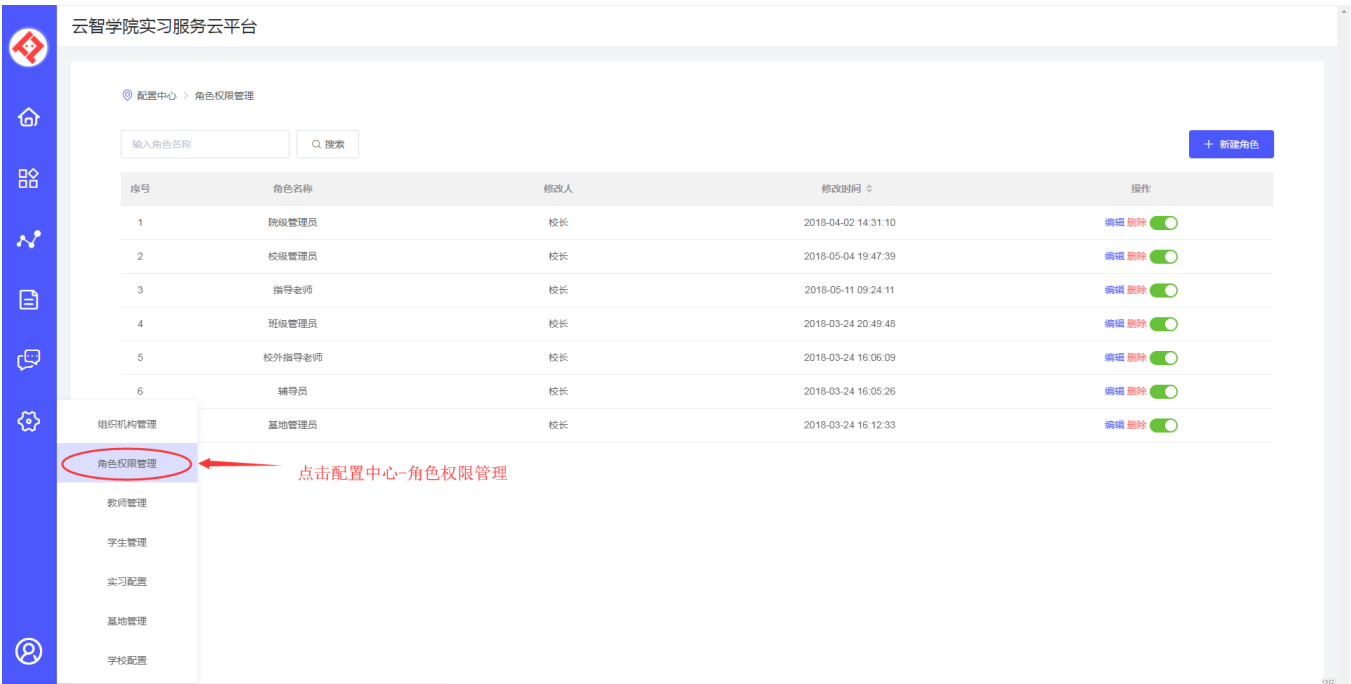 云智学院实习服务云平台
配置中心 > 角色权限管理
输入角色名称 搜索 + 新建角色
序号 角色名称 修改人 修改时间 操作
1 院级管理员 校长 2018-04-02 14:31:10 编辑 删除
2 校级管理员 校长 2018-05-04 19:47:39 编辑 删除
3 指导老师 校长 2018-05-11 09:24:11 编辑 删除
4 班级管理员 校长 2018-03-24 20:49:48 编辑 删除
5 校外指导老师 校长 2018-03-24 16:06:09 编辑 删除
6 辅导员 校长 2018-03-24 16:05:26 编辑 删除
基地管理员 校长 2018-03-24 16:12:33 编辑 删除
组织机构管理
角色权限管理
点击配置中心-角色权限管理
教师管理
学生管理
实习配置
基地管理
学校配置